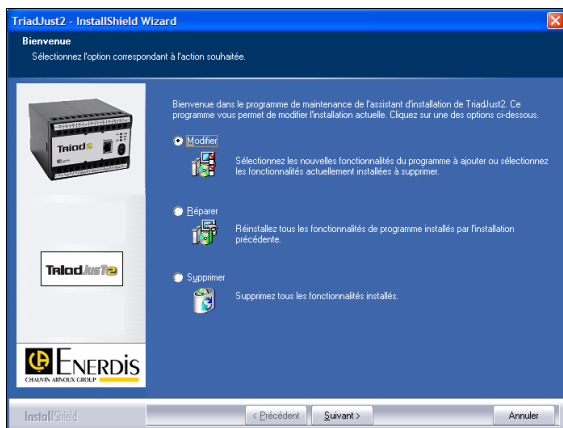 TriadJust2 - InstallShield Wizard
Bienvenue
Sélectionnez l'option correspondant à l'action souhaitée.
Bienvenue dans le programme de maintenance de l'assistant d'installation de TriadJust2. Ce
programme vous permet de modifier l'installation actuelle. Cliquez sur une des options ci-dessous.
Modifier
Sélectionnez les nouvelles fonctionnalités du programme à ajouter ou sélectionnez
les fonctionnalités actuellement installées à supprimer.
Réparer
Réinstallez tous les fonctionnalités de programme installés par l'installation
précédente.
Supprimer
Supprimez tous les fonctionnalités installés.
Triad 2
Triad Just2
ENERDIS
CHAUVIN ARNOUX GROUP
InstallShield
< Précédent
Suivant >
Annuler